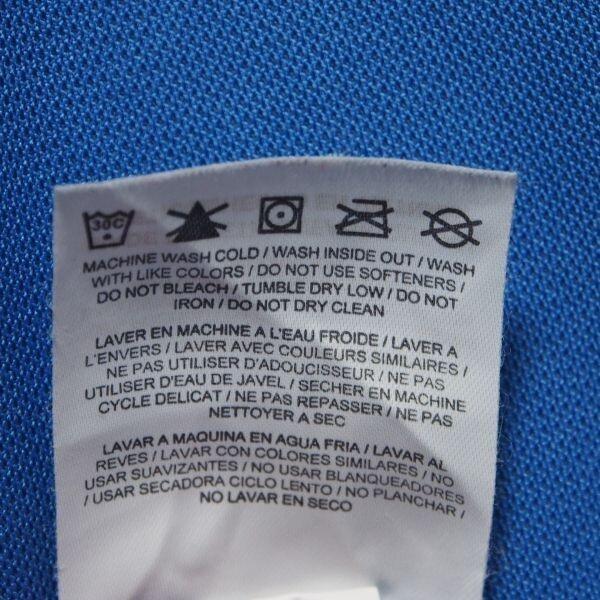 30C
MACHINE WASH COLD / WASH INSIDE OUT / WASH
WITH LIKE COLORS / DO NOT USE SOFTENERS /
DO NOT BLEACH / TUMBLE DRY LOW / DO NOT
IRON / DO NOT DRY CLEAN
LAVER EN MACHINE A L'EAU FROIDE / LAVER A
L'ENVERS / LAVER AVEC COULEURS SIMILAIRES /
NE PAS UTILISER D'ADOUCISSEUR / NE PAS
UTILISER D'EAU DE JAVEL / SECHER EN MACHINE
CYCLE DELICAT / NE PAS REPASSER / NE PAS
NETTOYER A SEC
LAVAR A MAQUINA EN AGUA FRIA / LAVAR AL
REVES / LAVAR CON COLORES SIMILARES / NO
USAR SUAVIZANTES / NO USAR BLANQUEADORES
/ USAR SECADORA CICLO LENTO / NO PLANCHAR /
NO LAVAR EN SECO